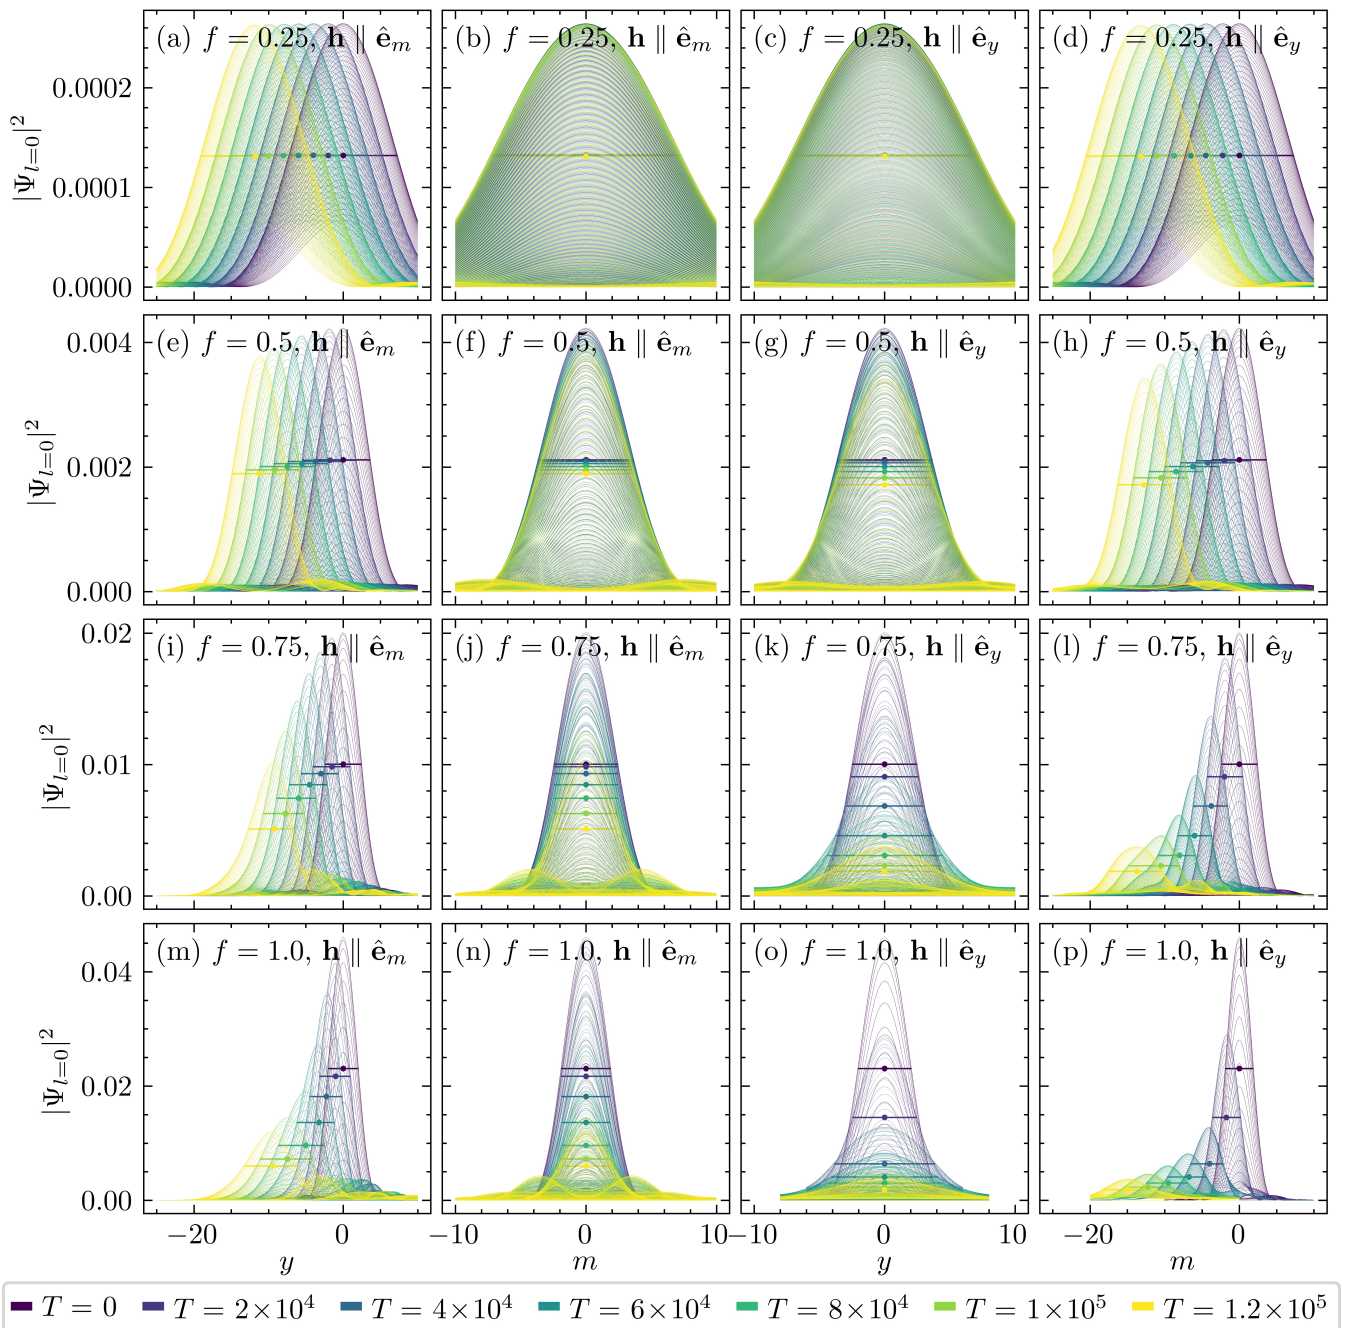 (a) f = 0.25, h ∥ ê_m
(b) f = 0.25, h ∥ ê_m
(c) f = 0.25, h ∥ ê_y
(d) f = 0.25, h ∥ ê_y
|Ψ_{l=0}|²
0.0002
0.0001
0.0000
(e) f = 0.5, h ∥ ê_m
(f) f = 0.5, h ∥ ê_m
(g) f = 0.5, h ∥ ê_y
(h) f = 0.5, h ∥ ê_y
|Ψ_{l=0}|²
0.004
0.002
0.000
(i) f = 0.75, h ∥ ê_m
(j) f = 0.75, h ∥ ê_m
(k) f = 0.75, h ∥ ê_y
(l) f = 0.75, h ∥ ê_y
|Ψ_{l=0}|²
0.02
0.01
0.00
(m) f = 1.0, h ∥ ê_m
(n) f = 1.0, h ∥ ê_m
(o) f = 1.0, h ∥ ê_y
(p) f = 1.0, h ∥ ê_y
|Ψ_{l=0}|²
0.04
0.02
0.00
−20 0
−10 0 10
−10 0 10
−20 0
y
m
y
m
T = 0
T = 2×10⁴
T = 4×10⁴
T = 6×10⁴
T = 8×10⁴
T = 1×10⁵
T = 1.2×10⁵